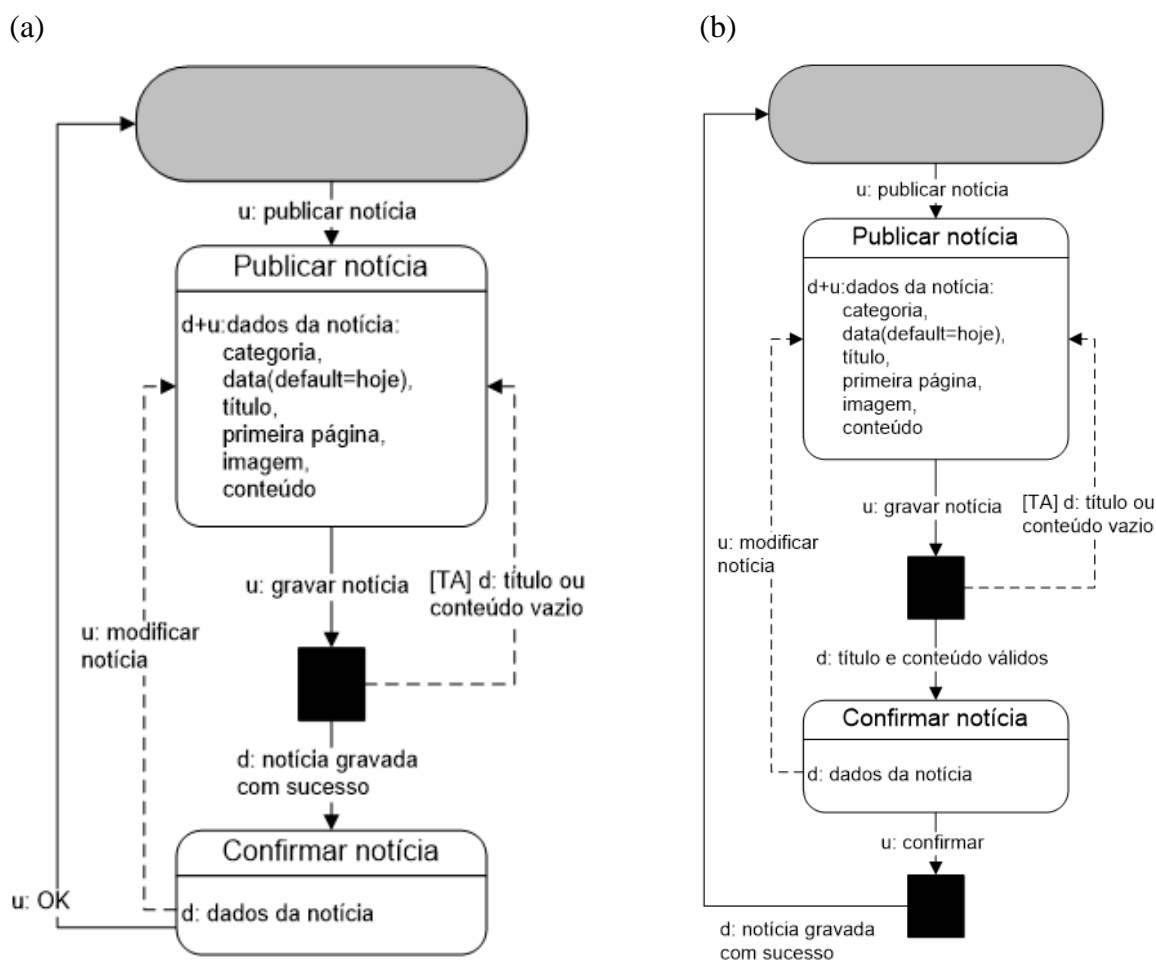 (a)
u: publicar notícia
Publicar notícia
d+u:dados da notícia:
categoria,
data(default=hoje),
título,
primeira página,
imagem,
conteúdo
u: gravar notícia
[TA] d: título ou
conteúdo vazio
u: modificar
notícia
d: notícia gravada
com sucesso
Confirmar notícia
d: dados da notícia
u: OK
(b)
u: publicar notícia
Publicar notícia
d+u:dados da notícia:
categoria,
data(default=hoje),
título,
primeira página,
imagem,
conteúdo
u: gravar notícia
[TA] d: título ou
conteúdo vazio
u: modificar
notícia
d: título e conteúdo válidos
Confirmar notícia
d: dados da notícia
u: confirmar
d: notícia gravada
com sucesso